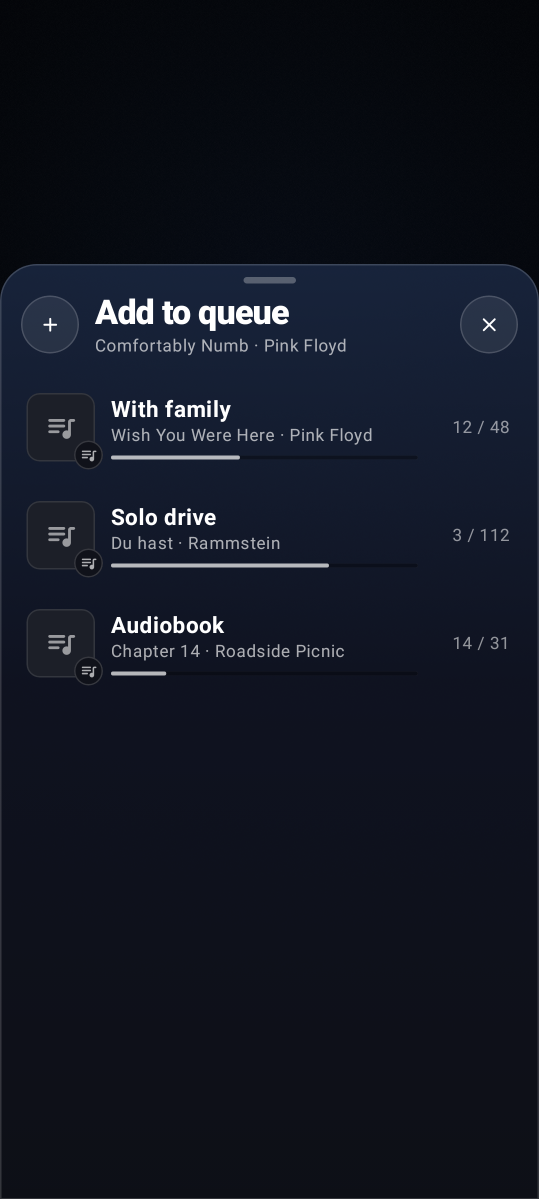 Add to queue
Comfortably Numb · Pink Floyd
With family
Wish You Were Here · Pink Floyd
12 / 48
Solo drive
Du hast · Rammstein
3 / 112
Audiobook
Chapter 14 · Roadside Picnic
14 / 31